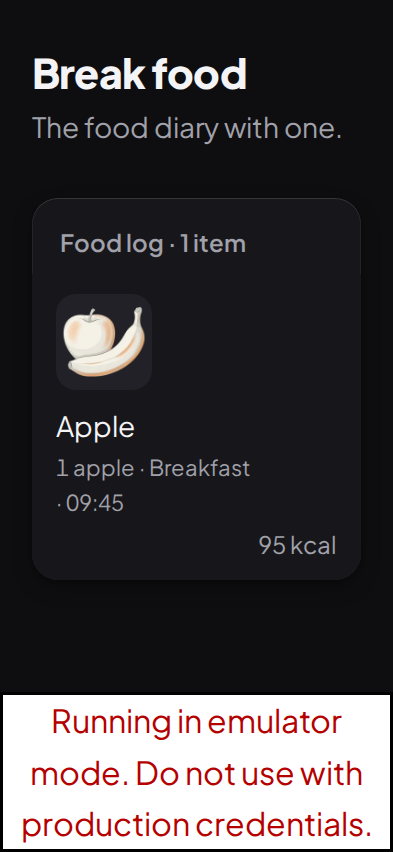 Break food
The food diary with one.
Food log · 1 item
Apple
1 apple · Breakfast
· 09:45
95 kcal
Running in emulator
mode. Do not use with
production credentials.